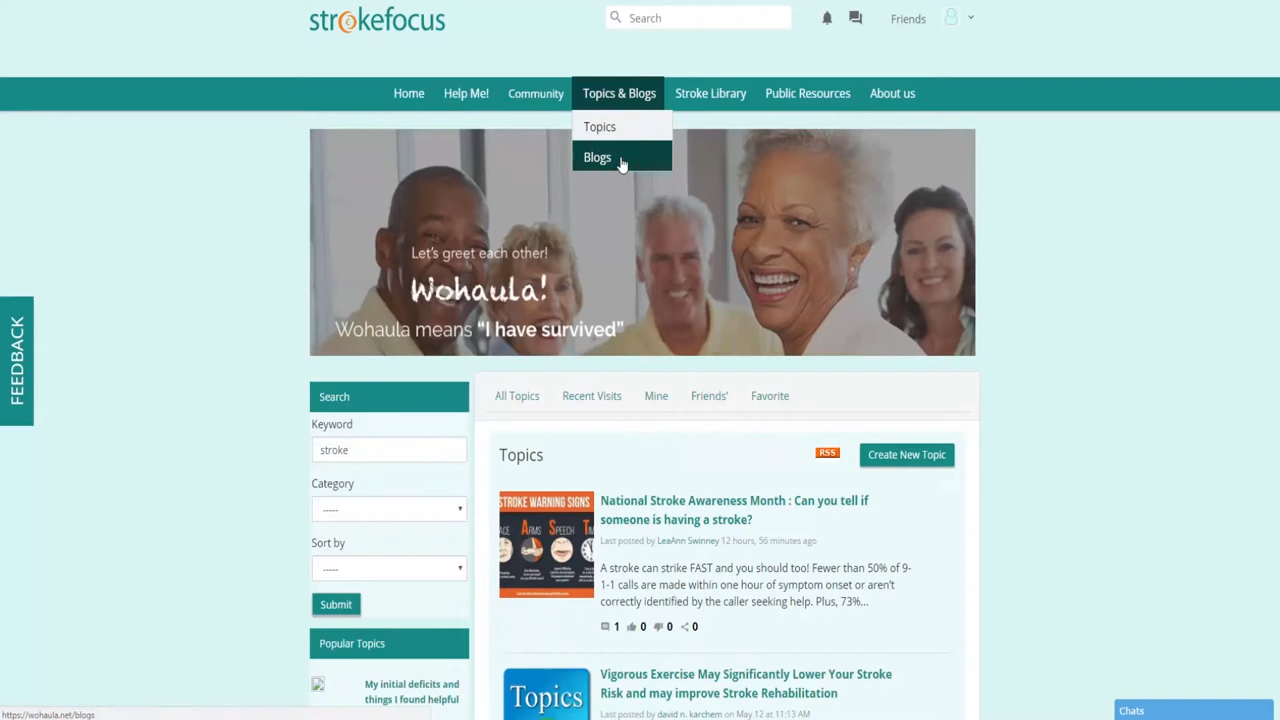 strokefocus
Search
Friends
Home Help Me! Community Topics & Blogs Stroke Library Public Resources About us
Topics
Blogs
Let's greet each other!
Wohaula!
Wohaula means "I have survived"
FEEDBACK
Search
Keyword
stroke
Category
-----
Sort by
-----
Submit
Popular Topics
My initial deficits and
things I found helpful
All Topics Recent Visits Mine Friends' Favorite
Topics
RSS
Create New Topic
STROKE WARNING SIGNS
ACE ARMS SPEECH T
National Stroke Awareness Month : Can you tell if
someone is having a stroke?
Last posted by LeaAnn Swinney 12 hours, 56 minutes ago
A stroke can strike FAST and you should too! Fewer than 50% of 9-
1-1 calls are made within one hour of symptom onset or aren't
correctly identified by the caller seeking help. Plus, 73%...
1 0 0 0
Topics
Vigorous Exercise May Significantly Lower Your Stroke
Risk and may improve Stroke Rehabilitation
Last posted by david n. karchem on May 12 at 11:13 AM
https://wohaula.net/blogs
Chats